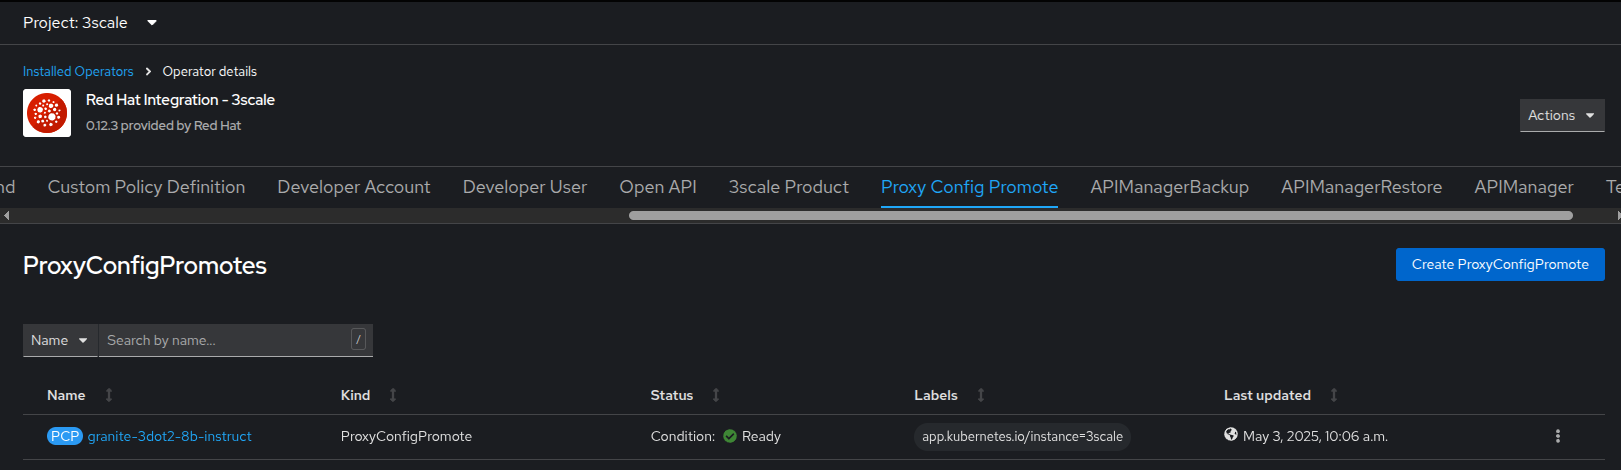 Project: 3scale
Installed Operators > Operator details
Red Hat Integration - 3scale
0.12.3 provided by Red Hat
Actions
nd Custom Policy Definition Developer Account Developer User Open API 3scale Product Proxy Config Promote APIManagerBackup APIManagerRestore APIManager Te
ProxyConfigPromotes
Create ProxyConfigPromote
Name Search by name... /
Name Kind Status Labels Last updated
PCP granite-3dot2-8b-instruct ProxyConfigPromote Condition: Ready app.kubernetes.io/instance=3scale May 3, 2025, 10:06 a.m.